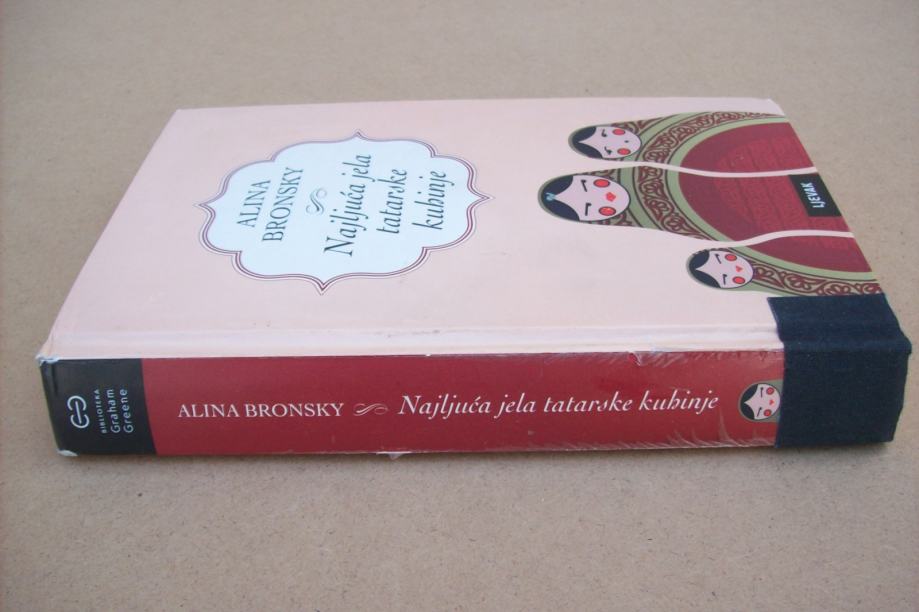 ALINA
BRONSKY
Najljuća jela
tatarske
kuhinje
LJEVAK
BIBLIOTEKA
Graham
Greene
ALINA BRONSKY Najljuća jela tatarske kuhinje